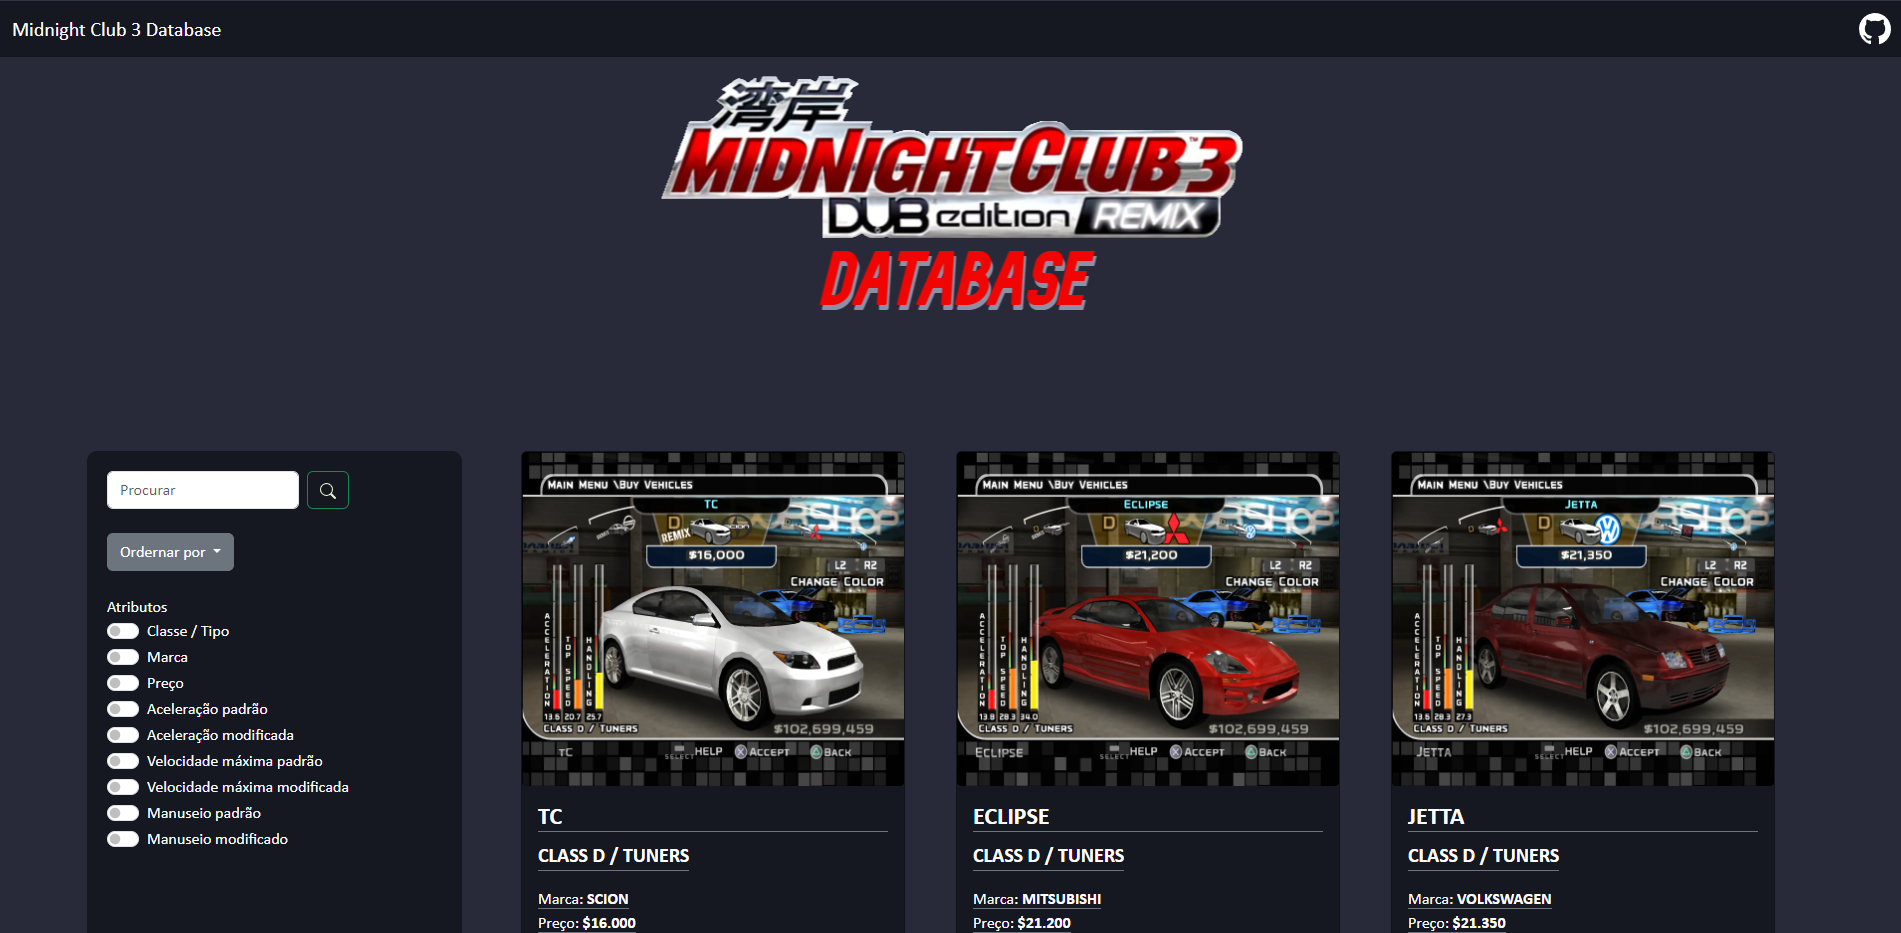 Midnight Club 3 Database
湾岸
MIDNIGHT CLUB 3 ™
DUB edition REMIX
DATABASE
Procurar
Ordernar por
Atributos
Classe / Tipo
Marca
Preço
Aceleração padrão
Aceleração modificada
Velocidade máxima padrão
Velocidade máxima modificada
Manuseio padrão
Manuseio modificado
MAIN MENU \BUY VEHICLES
TC
D
REMIX
SCION
$16,000
L2 R2
CHANGE COLOR
ACCELERATION
TOP SPEED
HANDLING
13.6 20.7 25.7
CLASS D / TUNERS
$102,699,459
TC
SELECT HELP ACCEPT BACK
TC
CLASS D / TUNERS
Marca: SCION
Preço: $16.000
MAIN MENU \BUY VEHICLES
ECLIPSE
D
$21,200
L2 R2
CHANGE COLOR
ACCELERATION
TOP SPEED
HANDLING
13.8 28.3 34.0
CLASS D / TUNERS
$102,699,459
ECLIPSE
SELECT HELP ACCEPT BACK
ECLIPSE
CLASS D / TUNERS
Marca: MITSUBISHI
Preço: $21.200
MAIN MENU \BUY VEHICLES
JETTA
D
$21,350
L2 R2
CHANGE COLOR
ACCELERATION
TOP SPEED
HANDLING
13.6 28.3 27.3
CLASS D / TUNERS
$102,699,459
JETTA
SELECT HELP ACCEPT BACK
JETTA
CLASS D / TUNERS
Marca: VOLKSWAGEN
Preço: $21.350